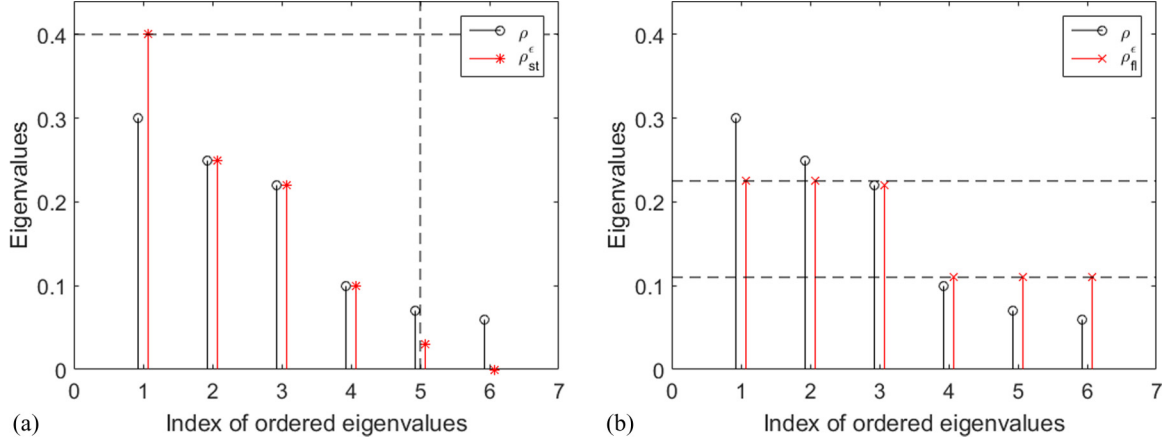 0.4
0.3
0.2
0.1
0
Eigenvalues
0 1 2 3 4 5 6 7
Index of ordered eigenvalues
ρ
ρ^ϵ_st
(a)
0.4
0.3
0.2
0.1
0
Eigenvalues
0 1 2 3 4 5 6 7
Index of ordered eigenvalues
ρ
ρ^ϵ_fl
(b)